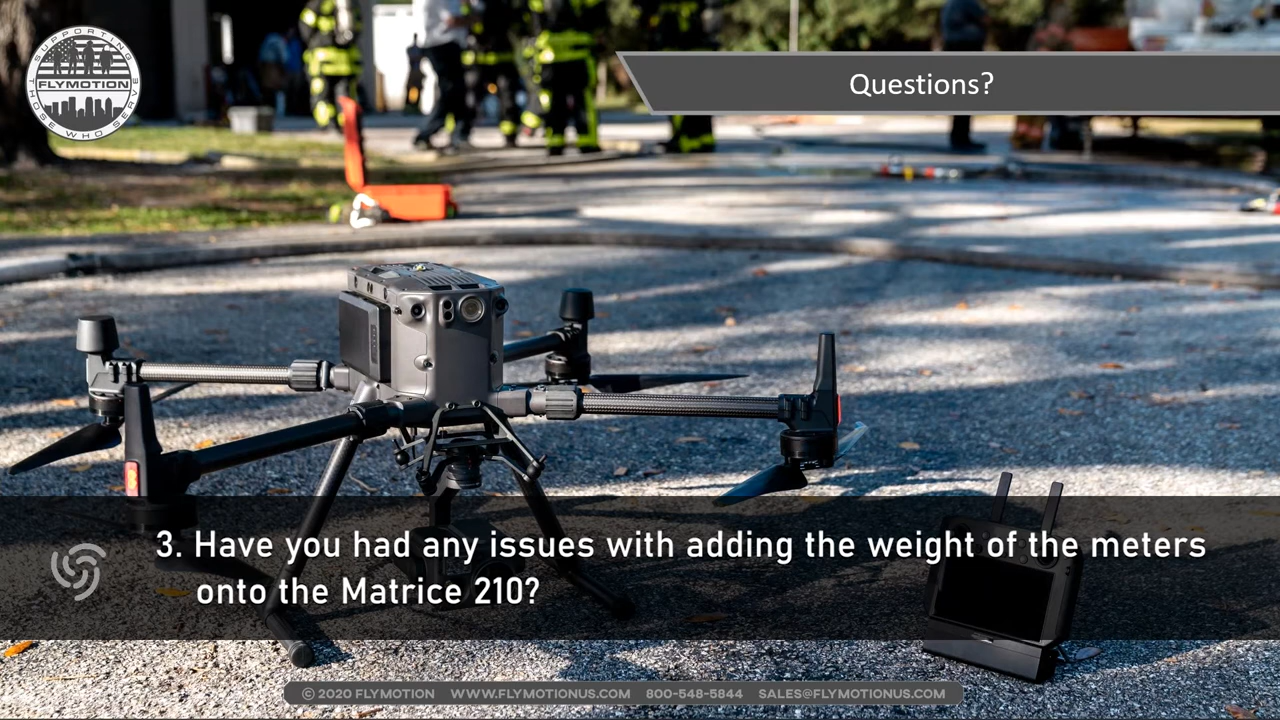 SUPPORTING
FLYMOTION
THOSE WHO SERVE
Questions?
3. Have you had any issues with adding the weight of the meters
onto the Matrice 210?
© 2020 FLYMOTION WWW.FLYMOTIONUS.COM 800-548-5844 SALES@FLYMOTIONUS.COM